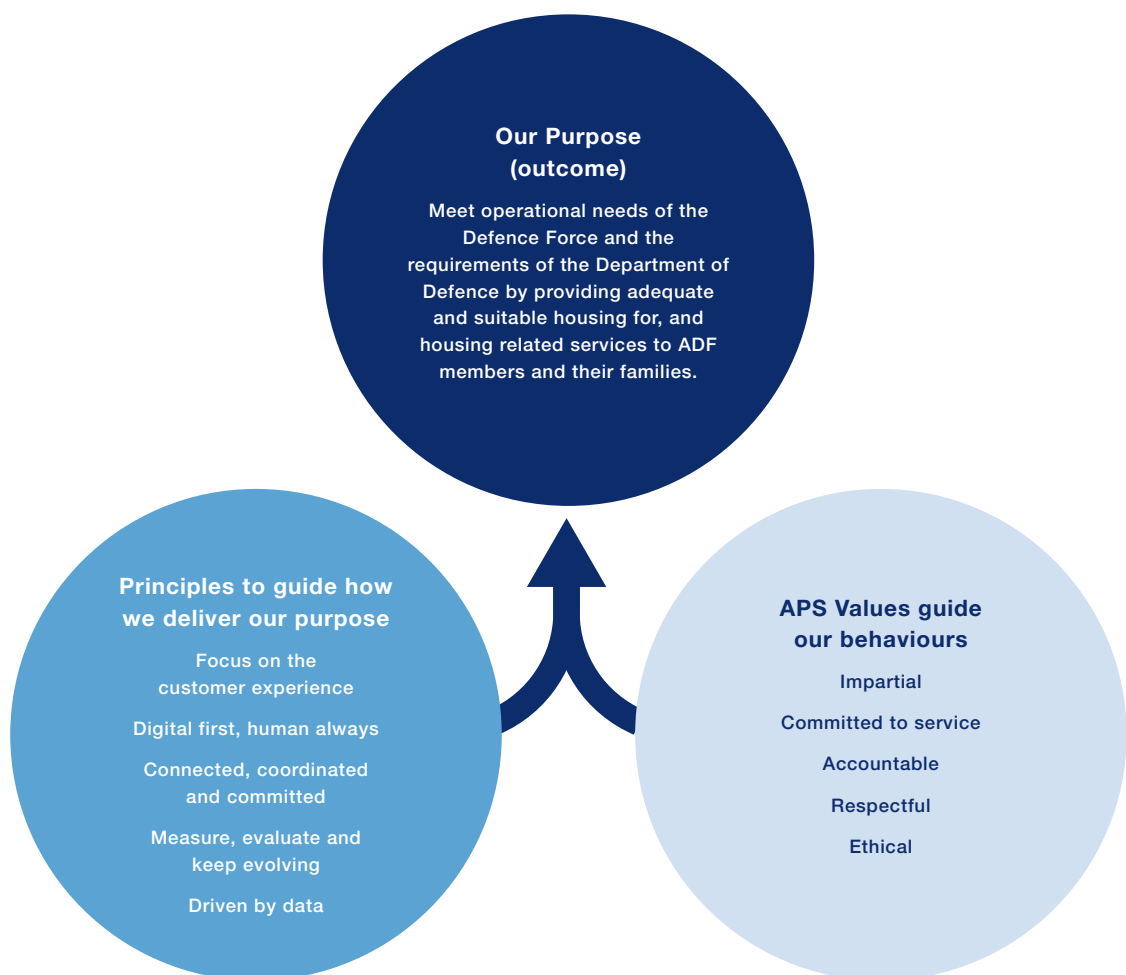 Our Purpose
(outcome)
Meet operational needs of the
Defence Force and the
requirements of the Department of
Defence by providing adequate
and suitable housing for, and
housing related services to ADF
members and their families.
Principles to guide how
we deliver our purpose
Focus on the
customer experience
Digital first, human always
Connected, coordinated
and committed
Measure, evaluate and
keep evolving
Driven by data
APS Values guide
our behaviours
Impartial
Committed to service
Accountable
Respectful
Ethical